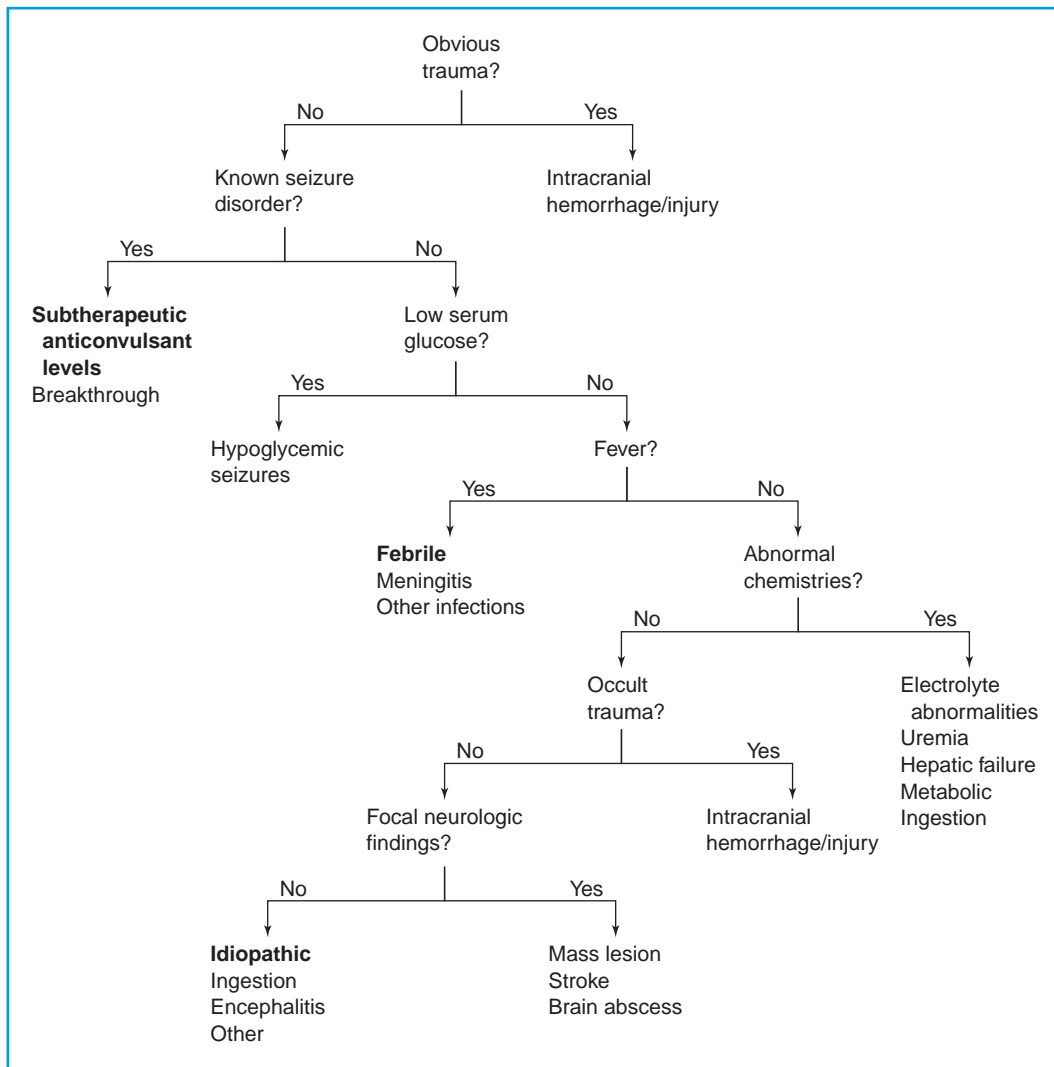 Obvious
trauma?
No
Yes
Known seizure
disorder?
Intracranial
hemorrhage/injury
Yes
No
Subtherapeutic
anticonvulsant
levels
Breakthrough
Low serum
glucose?
Yes
No
Hypoglycemic
seizures
Fever?
Yes
No
Febrile
Meningitis
Other infections
Abnormal
chemistries?
No
Yes
Occult
trauma?
Electrolyte
abnormalities
Uremia
Hepatic failure
Metabolic
Ingestion
No
Yes
Focal neurologic
findings?
Intracranial
hemorrhage/injury
No
Yes
Idiopathic
Ingestion
Encephalitis
Other
Mass lesion
Stroke
Brain abscess